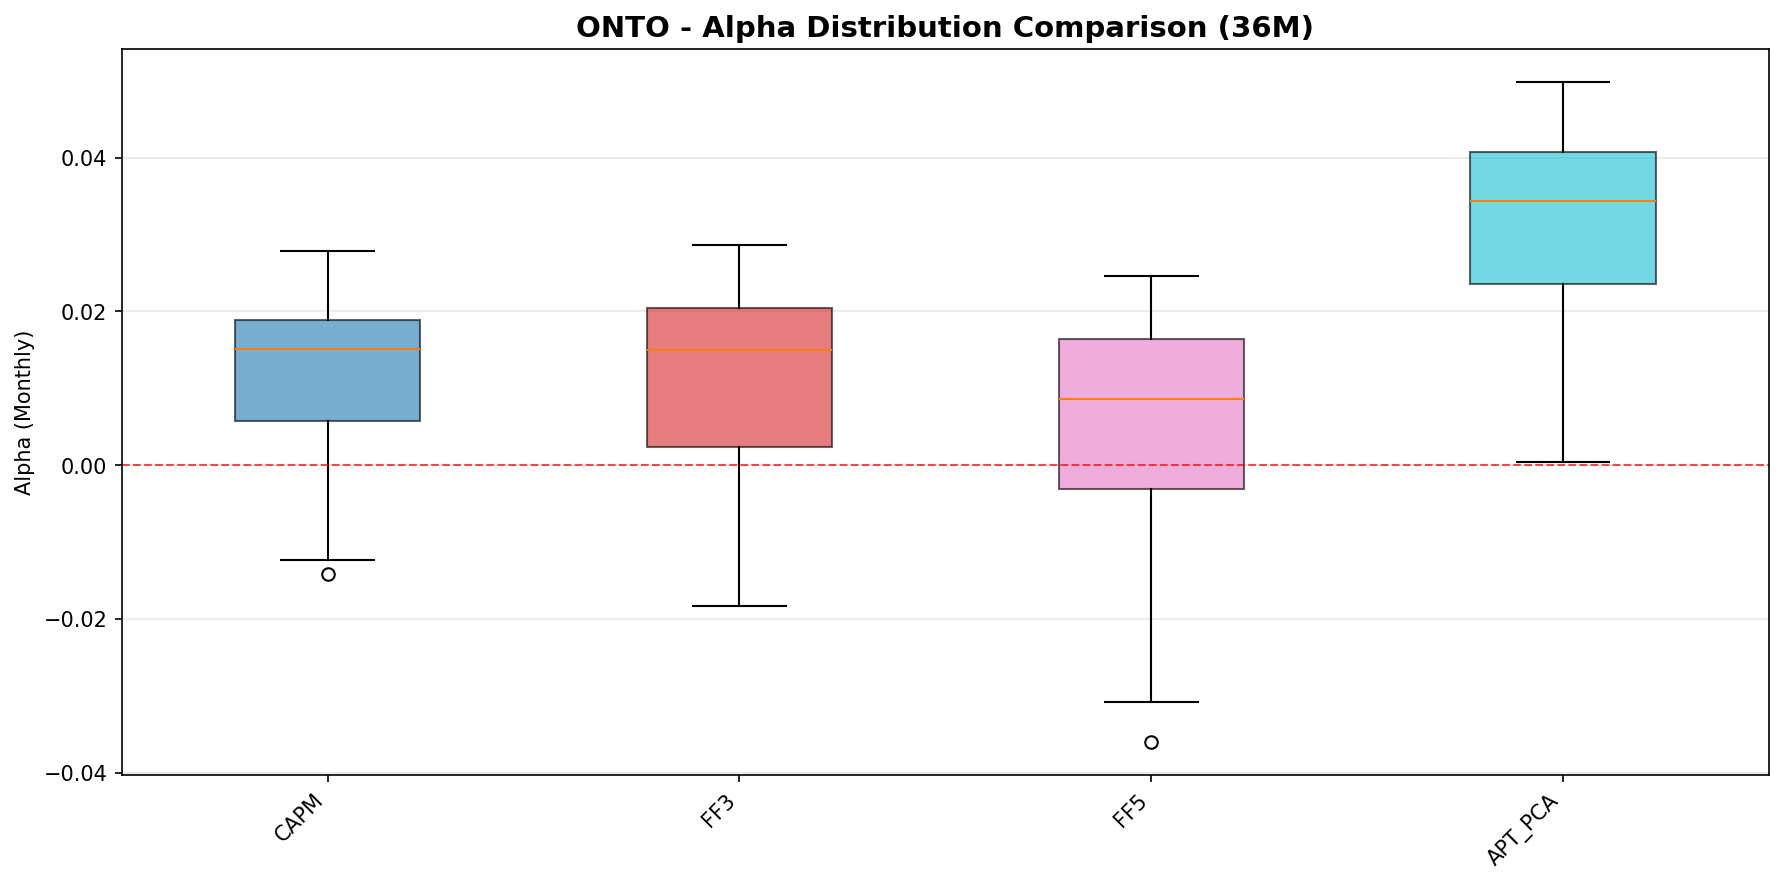 ONTO - Alpha Distribution Comparison (36M)
Alpha (Monthly)
0.04
0.02
0.00
−0.02
−0.04
CAPM
FF3
FF5
APT_PCA